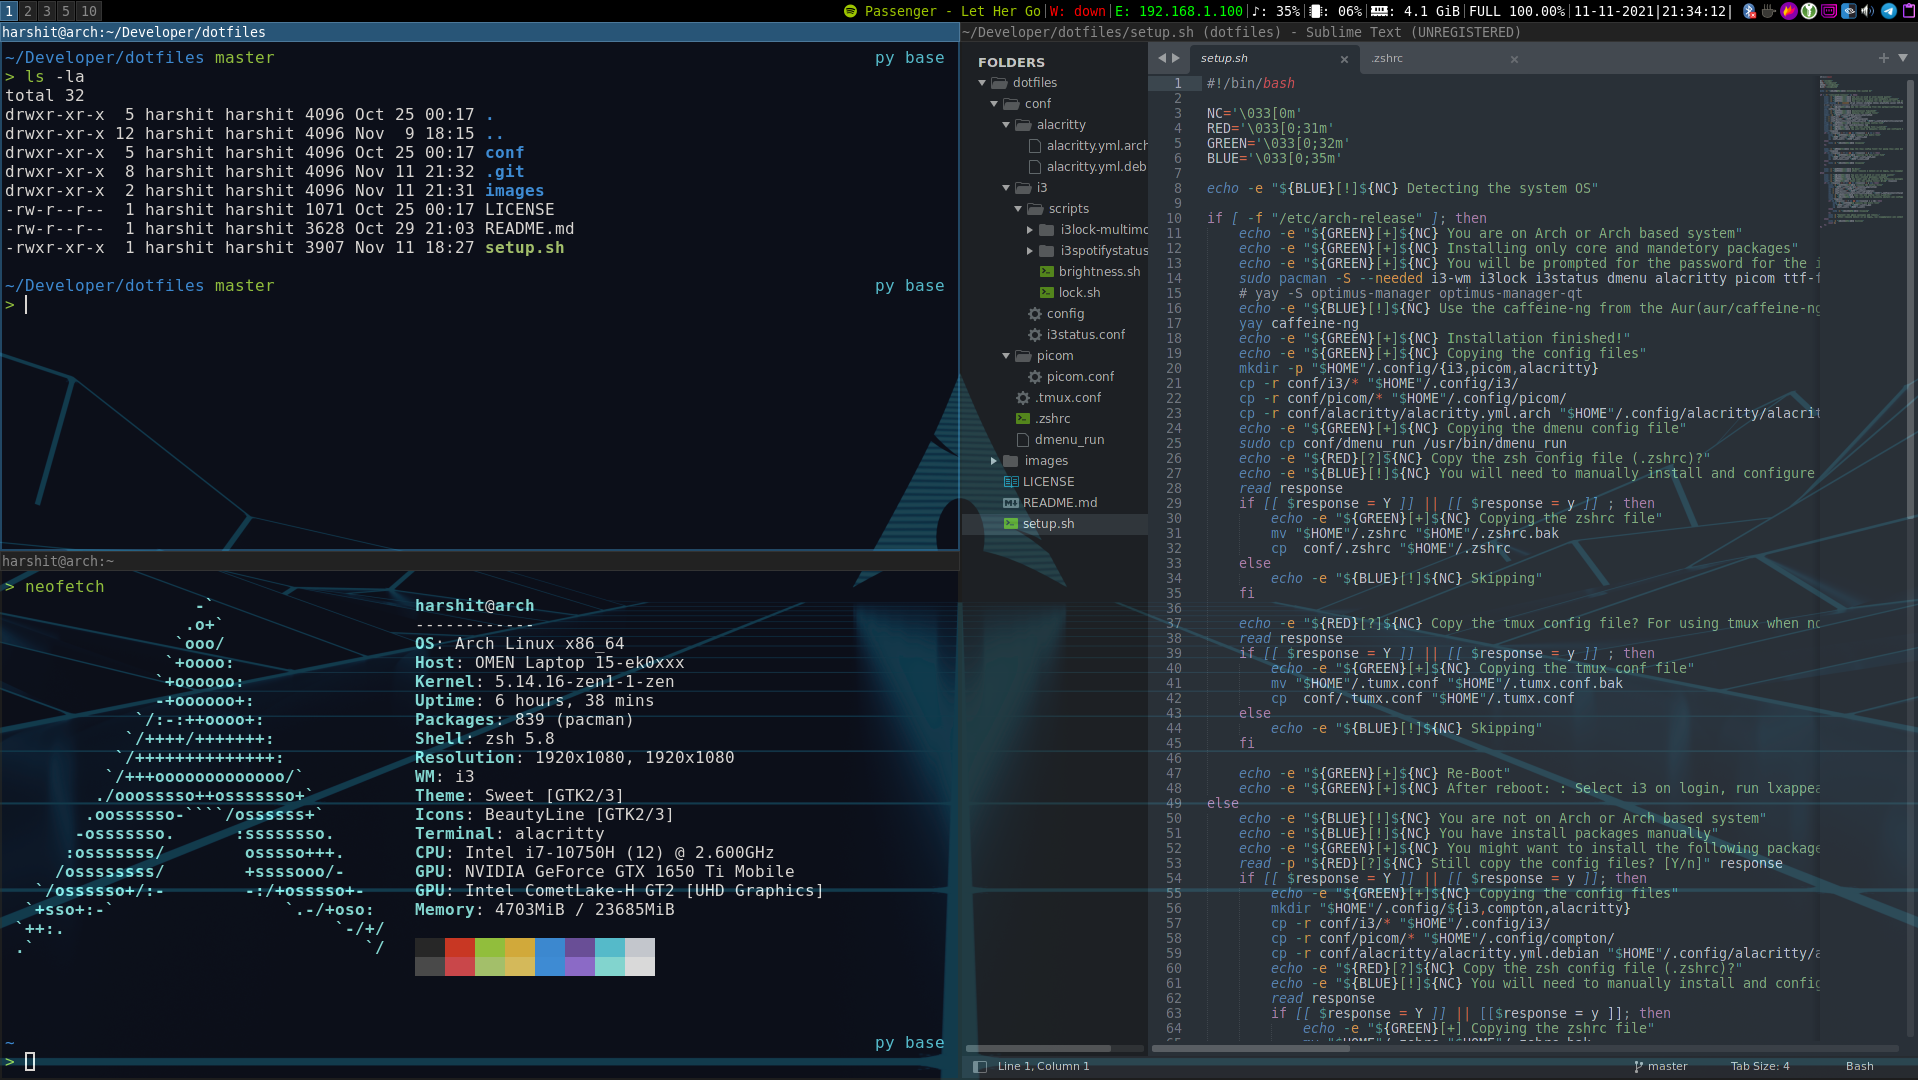 1 2 3 5 10
Passenger - Let Her Go|W: down|E: 192.168.1.100|♪: 35%| : 06%| : 4.1 GiB|FULL 100.00%|11-11-2021|21:34:12|
harshit@arch:~/Developer/dotfiles
~/Developer/dotfiles master py base
> ls -la
total 32
drwxr-xr-x  5 harshit harshit 4096 Oct 25 00:17 .
drwxr-xr-x 12 harshit harshit 4096 Nov  9 18:15 ..
drwxr-xr-x  5 harshit harshit 4096 Oct 25 00:17 conf
drwxr-xr-x  8 harshit harshit 4096 Nov 11 21:32 .git
drwxr-xr-x  2 harshit harshit 4096 Nov 11 21:31 images
-rw-r--r--  1 harshit harshit 1071 Oct 25 00:17 LICENSE
-rw-r--r--  1 harshit harshit 3628 Oct 29 21:03 README.md
-rwxr-xr-x  1 harshit harshit 3907 Nov 11 18:27 setup.sh
~/Developer/dotfiles master py base
>
harshit@arch:~
> neofetch
harshit@arch
------------
OS: Arch Linux x86_64
Host: OMEN Laptop 15-ek0xxx
Kernel: 5.14.16-zen1-1-zen
Uptime: 6 hours, 38 mins
Packages: 839 (pacman)
Shell: zsh 5.8
Resolution: 1920x1080, 1920x1080
WM: i3
Theme: Sweet [GTK2/3]
Icons: BeautyLine [GTK2/3]
Terminal: alacritty
CPU: Intel i7-10750H (12) @ 2.600GHz
GPU: NVIDIA GeForce GTX 1650 Ti Mobile
GPU: Intel CometLake-H GT2 [UHD Graphics]
Memory: 4703MiB / 23685MiB
~ py base
>
~/Developer/dotfiles/setup.sh (dotfiles) - Sublime Text (UNREGISTERED)
FOLDERS
dotfiles
conf
alacritty
alacritty.yml.arch
alacritty.yml.deb
i3
scripts
i3lock-multimo
i3spotifystatus
brightness.sh
lock.sh
config
i3status.conf
picom
picom.conf
.tmux.conf
.zshrc
dmenu_run
images
LICENSE
README.md
setup.sh
setup.sh × .zshrc ×
1 #!/bin/bash
2
3 NC='\033[0m'
4 RED='\033[0;31m'
5 GREEN='\033[0;32m'
6 BLUE='\033[0;35m'
7
8 echo -e "${BLUE}[!]${NC} Detecting the system OS"
9
10 if [ -f "/etc/arch-release" ]; then
11     echo -e "${GREEN}[+]${NC} You are on Arch or Arch based system"
12     echo -e "${GREEN}[+]${NC} Installing only core and mandetory packages"
13     echo -e "${GREEN}[+]${NC} You will be prompted for the password for the i
14     sudo pacman -S --needed i3-wm i3lock i3status dmenu alacritty picom ttf-f
15     # yay -S optimus-manager optimus-manager-qt
16     echo -e "${BLUE}[!]${NC} Use the caffeine-ng from the Aur(aur/caffeine-ng
17     yay caffeine-ng
18     echo -e "${GREEN}[+]${NC} Installation finished!"
19     echo -e "${GREEN}[+]${NC} Copying the config files"
20     mkdir -p "$HOME"/.config/{i3,picom,alacritty}
21     cp -r conf/i3/* "$HOME"/.config/i3/
22     cp -r conf/picom/* "$HOME"/.config/picom/
23     cp -r conf/alacritty/alacritty.yml.arch "$HOME"/.config/alacritty/alacrit
24     echo -e "${GREEN}[+]${NC} Copying the dmenu config file"
25     sudo cp conf/dmenu_run /usr/bin/dmenu_run
26     echo -e "${RED}[?]${NC} Copy the zsh config file (.zshrc)?"
27     echo -e "${BLUE}[!]${NC} You will need to manually install and configure
28     read response
29     if [[ $response = Y ]] || [[ $response = y ]] ; then
30         echo -e "${GREEN}[+]${NC} Copying the zshrc file"
31         mv "$HOME"/.zshrc "$HOME"/.zshrc.bak
32         cp  conf/.zshrc "$HOME"/.zshrc
33     else
34         echo -e "${BLUE}[!]${NC} Skipping"
35     fi
36
37     echo -e "${RED}[?]${NC} Copy the tmux config file? For using tmux when no
38     read response
39     if [[ $response = Y ]] || [[ $response = y ]] ; then
40         echo -e "${GREEN}[+]${NC} Copying the tmux conf file"
41         mv "$HOME"/.tumx.conf "$HOME"/.tumx.conf.bak
42         cp  conf/.tumx.conf "$HOME"/.tumx.conf
43     else
44         echo -e "${BLUE}[!]${NC} Skipping"
45     fi
46
47     echo -e "${GREEN}[+]${NC} Re-Boot"
48     echo -e "${GREEN}[+]${NC} After reboot: : Select i3 on login, run lxappea
49 else
50     echo -e "${BLUE}[!]${NC} You are not on Arch or Arch based system"
51     echo -e "${BLUE}[!]${NC} You have install packages manually"
52     echo -e "${GREEN}[+]${NC} You might want to install the following package
53     read -p "${RED}[?]${NC} Still copy the config files? [Y/n]" response
54     if [[ $response = Y ]] || [[ $response = y ]]; then
55         echo -e "${GREEN}[+]${NC} Copying the config files"
56         mkdir "$HOME"/.config/${i3,compton,alacritty}
57         cp -r conf/i3/* "$HOME"/.config/i3/
58         cp -r conf/picom/* "$HOME"/.config/compton/
59         cp -r conf/alacritty/alacritty.yml.debian "$HOME"/.config/alacritty/a
60         echo -e "${RED}[?]${NC} Copy the zsh config file (.zshrc)?"
61         echo -e "${BLUE}[!]${NC} You will need to manually install and config
62         read response
63         if [[ $response = Y ]] || [[$response = y ]]; then
64             echo -e "${GREEN}[+] Copying the zshrc file"
Line 1, Column 1 master Tab Size: 4 Bash